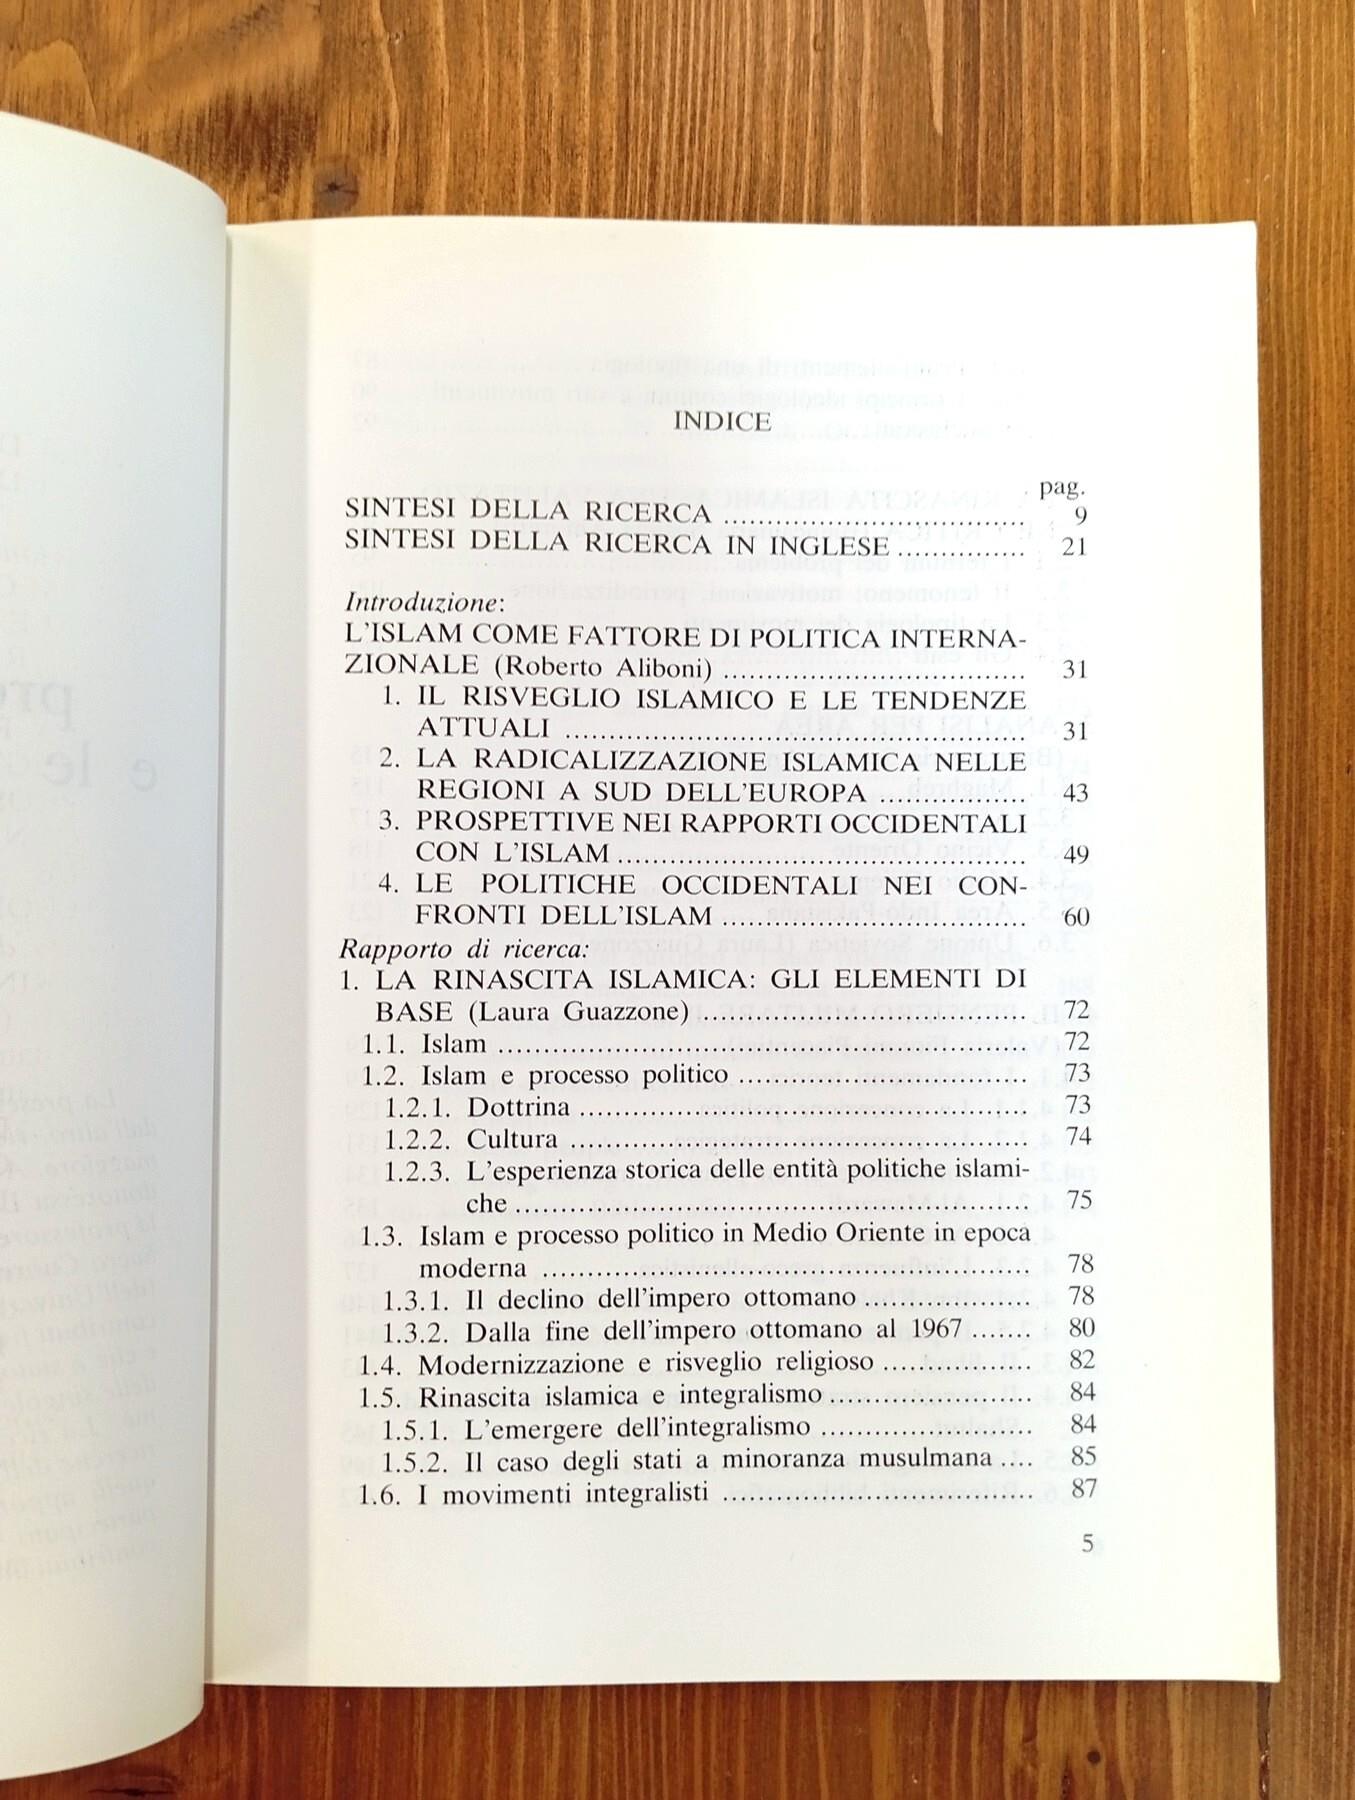 INDICE
pag.
SINTESI DELLA RICERCA ................................. 9
SINTESI DELLA RICERCA IN INGLESE ............... 21
Introduzione:
L'ISLAM COME FATTORE DI POLITICA INTERNA-
ZIONALE (Roberto Aliboni) ................................. 31
1. IL RISVEGLIO ISLAMICO E LE TENDENZE
ATTUALI .................................................. 31
2. LA RADICALIZZAZIONE ISLAMICA NELLE
REGIONI A SUD DELL'EUROPA ................ 43
3. PROSPETTIVE NEI RAPPORTI OCCIDENTALI
CON L'ISLAM ............................................. 49
4. LE POLITICHE OCCIDENTALI NEI CON-
FRONTI DELL'ISLAM ................................. 60
Rapporto di ricerca:
1. LA RINASCITA ISLAMICA: GLI ELEMENTI DI
BASE (Laura Guazzone) .................................... 72
1.1. Islam .......................................................... 72
1.2. Islam e processo politico ................................ 73
1.2.1. Dottrina ................................................. 73
1.2.2. Cultura .................................................. 74
1.2.3. L'esperienza storica delle entità politiche islami-
che ........................................................ 75
1.3. Islam e processo politico in Medio Oriente in epoca
moderna ..................................................... 78
1.3.1. Il declino dell'impero ottomano .................. 78
1.3.2. Dalla fine dell'impero ottomano al 1967 ....... 80
1.4. Modernizzazione e risveglio religioso ................ 82
1.5. Rinascita islamica e integralismo ...................... 84
1.5.1. L'emergere dell'integralismo ....................... 84
1.5.2. Il caso degli stati a minoranza musulmana .... 85
1.6. I movimenti integralisti .................................. 87
5